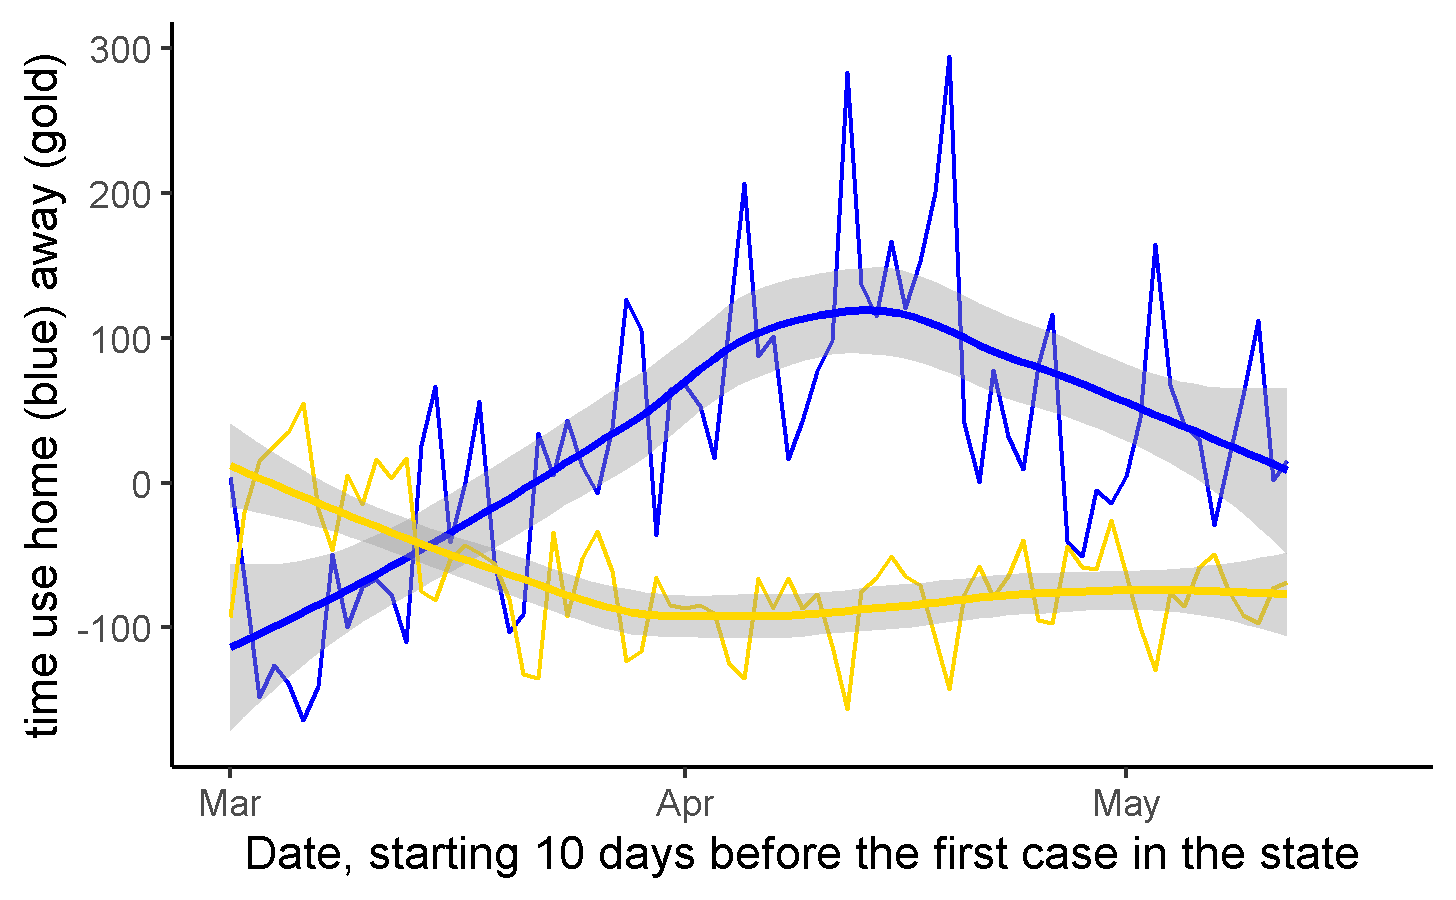 time use home (blue) away (gold)
300
200
100
0
-100
Mar
Apr
May
Date, starting 10 days before the first case in the state